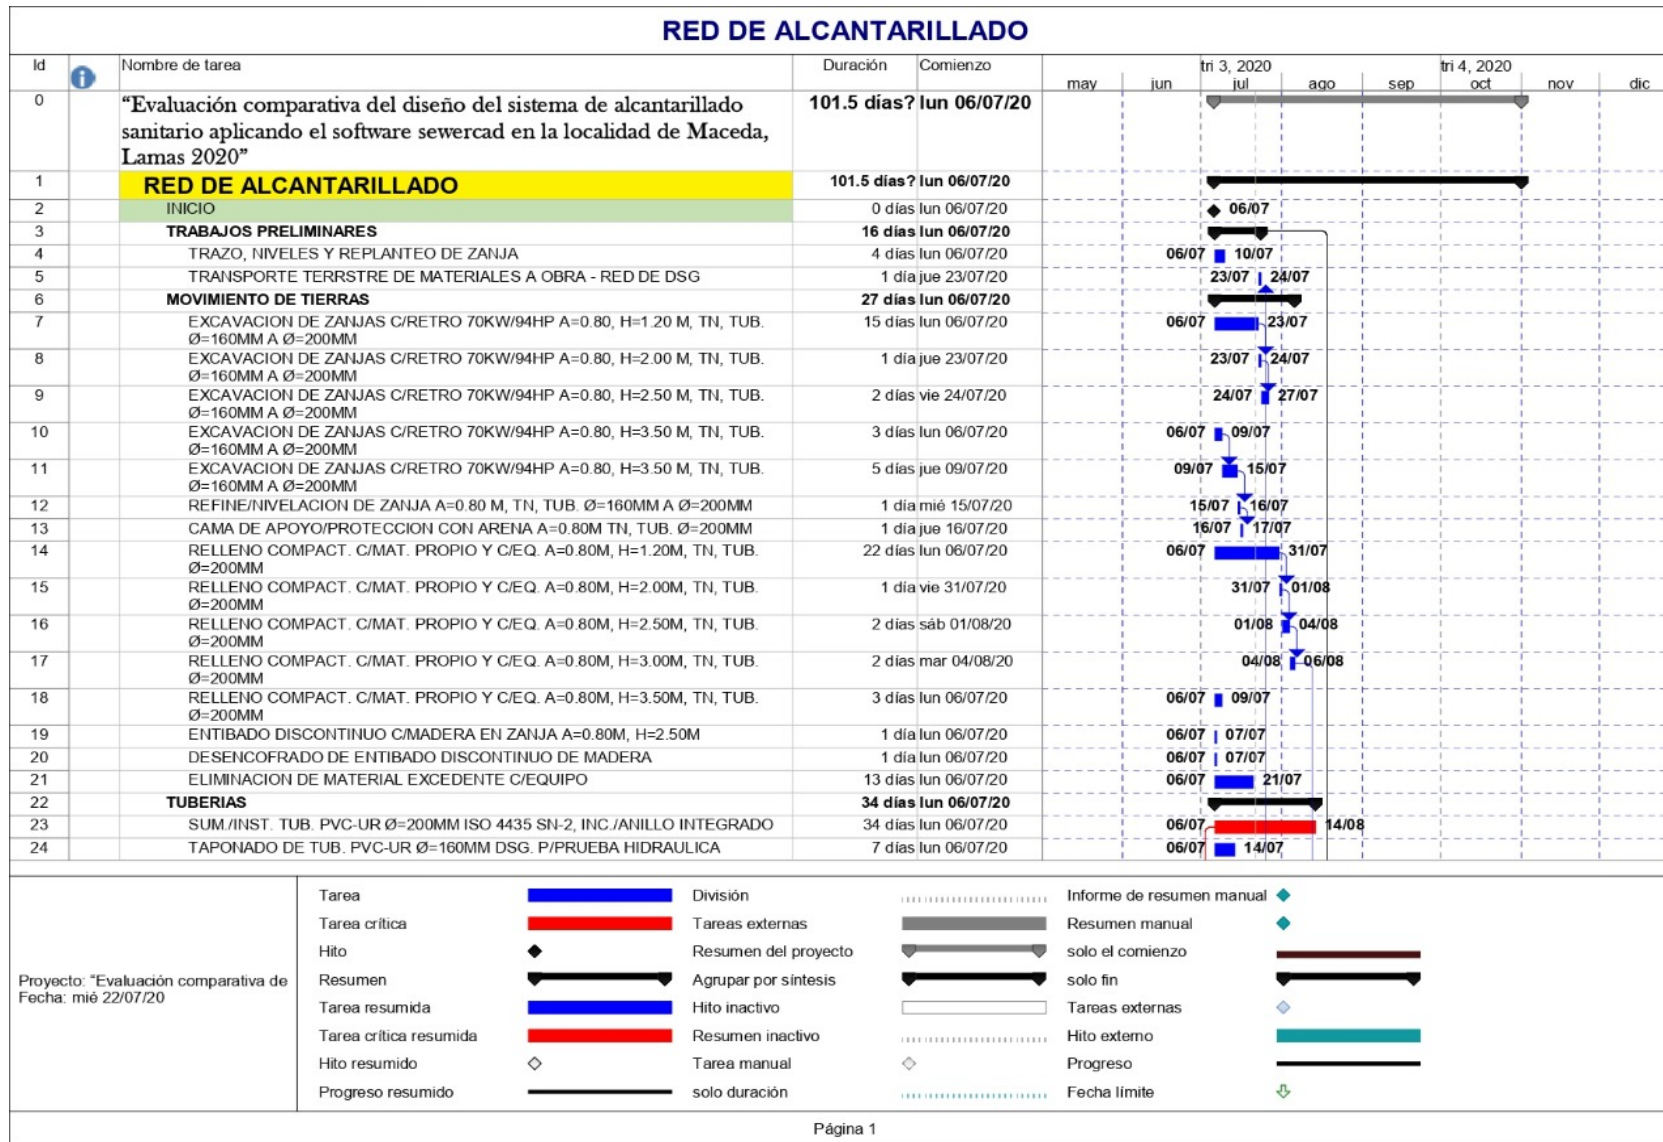 RED DE ALCANTARILLADO
Id Nombre de tarea Duración Comienzo tri 3, 2020 tri 4, 2020
may jun jul ago sep oct nov dic
0 “Evaluación comparativa del diseño del sistema de alcantarillado 101.5 días? lun 06/07/20
sanitario aplicando el software sewercad en la localidad de Maceda,
Lamas 2020”
1 RED DE ALCANTARILLADO 101.5 días? lun 06/07/20
2 INICIO 0 días lun 06/07/20 06/07
3 TRABAJOS PRELIMINARES 16 días lun 06/07/20
4 TRAZO, NIVELES Y REPLANTEO DE ZANJA 4 días lun 06/07/20 06/07 10/07
5 TRANSPORTE TERRSTRE DE MATERIALES A OBRA - RED DE DSG 1 día jue 23/07/20 23/07 24/07
6 MOVIMIENTO DE TIERRAS 27 días lun 06/07/20
7 EXCAVACION DE ZANJAS C/RETRO 70KW/94HP A=0.80, H=1.20 M, TN, TUB. 15 días lun 06/07/20 06/07 23/07
Ø=160MM A Ø=200MM
8 EXCAVACION DE ZANJAS C/RETRO 70KW/94HP A=0.80, H=2.00 M, TN, TUB. 1 día jue 23/07/20 23/07 24/07
Ø=160MM A Ø=200MM
9 EXCAVACION DE ZANJAS C/RETRO 70KW/94HP A=0.80, H=2.50 M, TN, TUB. 2 días vie 24/07/20 24/07 27/07
Ø=160MM A Ø=200MM
10 EXCAVACION DE ZANJAS C/RETRO 70KW/94HP A=0.80, H=3.50 M, TN, TUB. 3 días lun 06/07/20 06/07 09/07
Ø=160MM A Ø=200MM
11 EXCAVACION DE ZANJAS C/RETRO 70KW/94HP A=0.80, H=3.50 M, TN, TUB. 5 días jue 09/07/20 09/07 15/07
Ø=160MM A Ø=200MM
12 REFINE/NIVELACION DE ZANJA A=0.80 M, TN, TUB. Ø=160MM A Ø=200MM 1 día mié 15/07/20 15/07 16/07
13 CAMA DE APOYO/PROTECCION CON ARENA A=0.80M TN, TUB. Ø=200MM 1 día jue 16/07/20 16/07 17/07
14 RELLENO COMPACT. C/MAT. PROPIO Y C/EQ. A=0.80M, H=1.20M, TN, TUB. 22 días lun 06/07/20 06/07 31/07
Ø=200MM
15 RELLENO COMPACT. C/MAT. PROPIO Y C/EQ. A=0.80M, H=2.00M, TN, TUB. 1 día vie 31/07/20 31/07 01/08
Ø=200MM
16 RELLENO COMPACT. C/MAT. PROPIO Y C/EQ. A=0.80M, H=2.50M, TN, TUB. 2 días sáb 01/08/20 01/08 04/08
Ø=200MM
17 RELLENO COMPACT. C/MAT. PROPIO Y C/EQ. A=0.80M, H=3.00M, TN, TUB. 2 días mar 04/08/20 04/08 06/08
Ø=200MM
18 RELLENO COMPACT. C/MAT. PROPIO Y C/EQ. A=0.80M, H=3.50M, TN, TUB. 3 días lun 06/07/20 06/07 09/07
Ø=200MM
19 ENTIBADO DISCONTINUO C/MADERA EN ZANJA A=0.80M, H=2.50M 1 día lun 06/07/20 06/07 07/07
20 DESENCOFRADO DE ENTIBADO DISCONTINUO DE MADERA 1 día lun 06/07/20 06/07 07/07
21 ELIMINACION DE MATERIAL EXCEDENTE C/EQUIPO 13 días lun 06/07/20 06/07 21/07
22 TUBERIAS 34 días lun 06/07/20
23 SUM./INST. TUB. PVC-UR Ø=200MM ISO 4435 SN-2, INC./ANILLO INTEGRADO 34 días lun 06/07/20 06/07 14/08
24 TAPONADO DE TUB. PVC-UR Ø=160MM DSG. P/PRUEBA HIDRAULICA 7 días lun 06/07/20 06/07 14/07
Proyecto: “Evaluación comparativa de
Fecha: mié 22/07/20
Tarea División Informe de resumen manual
Tarea crítica Tareas externas Resumen manual
Hito Resumen del proyecto solo el comienzo
Resumen Agrupar por síntesis solo fin
Tarea resumida Hito inactivo Tareas externas
Tarea crítica resumida Resumen inactivo Hito externo
Hito resumido Tarea manual Progreso
Progreso resumido solo duración Fecha límite
Página 1